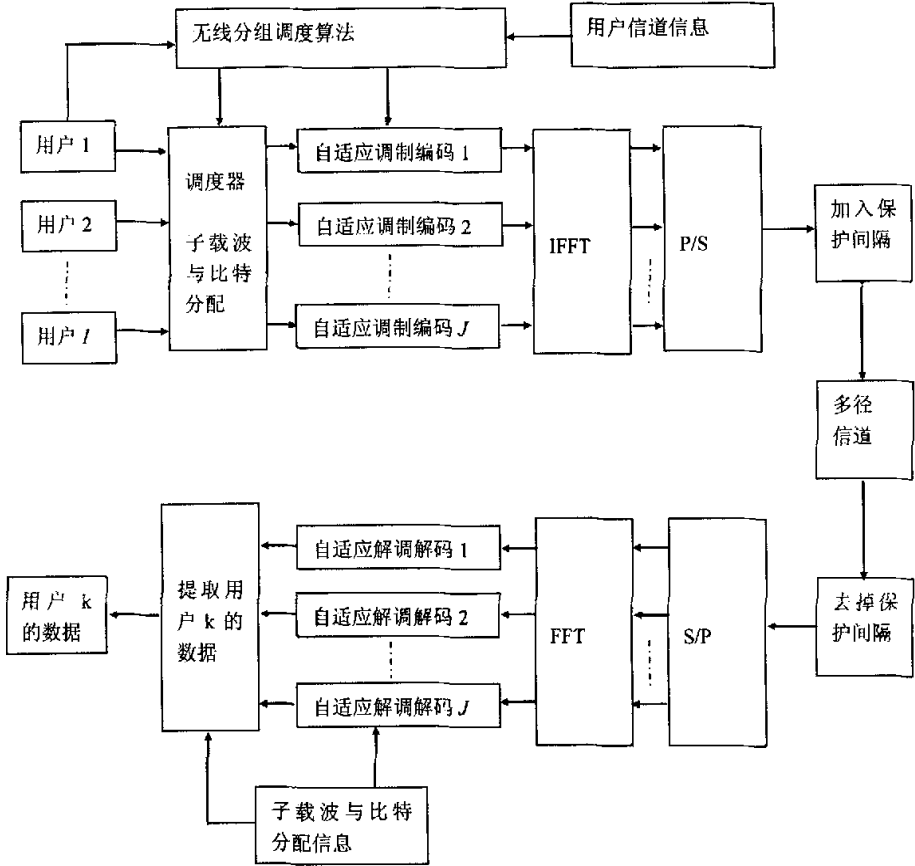 无线分组调度算法
用户信道信息
用户 1
用户 2
用户 I
调度器
子载波
与比特
分配
自适应调制编码 1
自适应调制编码 2
自适应调制编码 J
IFFT
P/S
加入保
护间隔
多径
信道
去掉保
护间隔
S/P
FFT
自适应解调解码 1
自适应解调解码 2
自适应解调解码 J
提取用
户 k 的
数据
用户 k
的数据
子载波与比特
分配信息